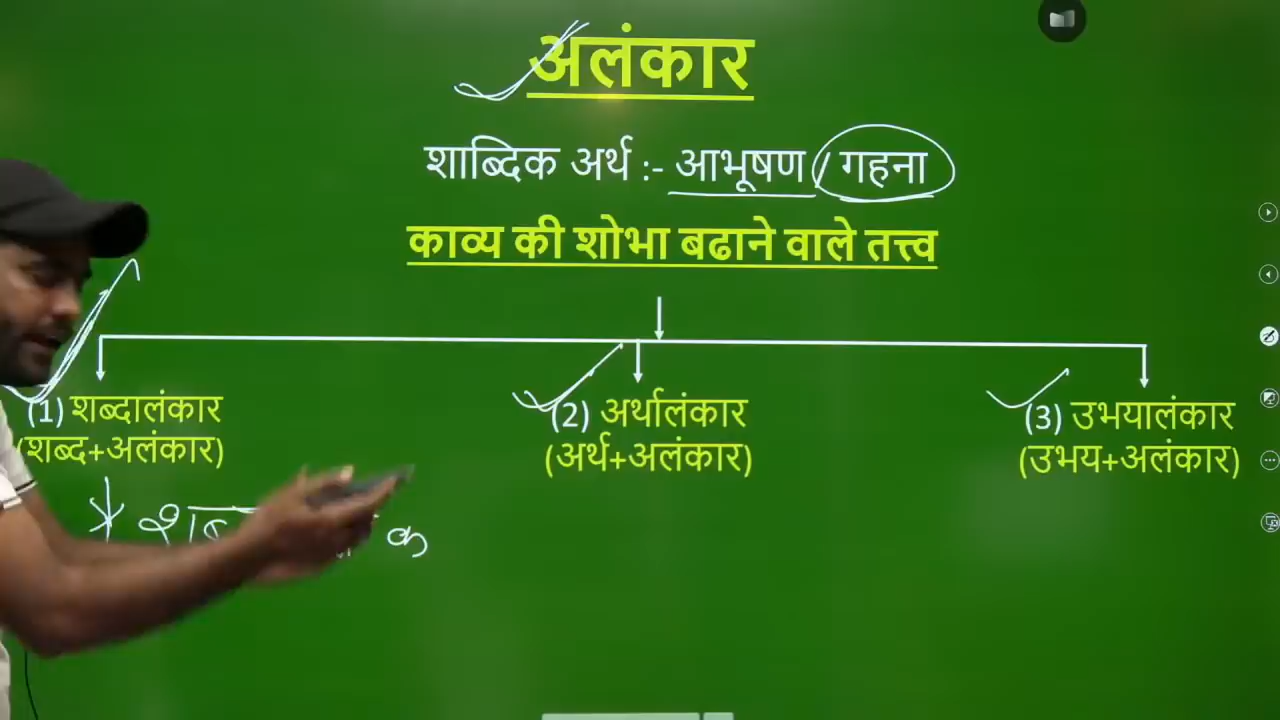 अलंकार
शाब्दिक अर्थ :- आभूषण / गहना
काव्य की शोभा बढाने वाले तत्त्व
(1) शब्दालंकार
(शब्द+अलंकार)
(2) अर्थालंकार
(अर्थ+अलंकार)
(3) उभयालंकार
(उभय+अलंकार)